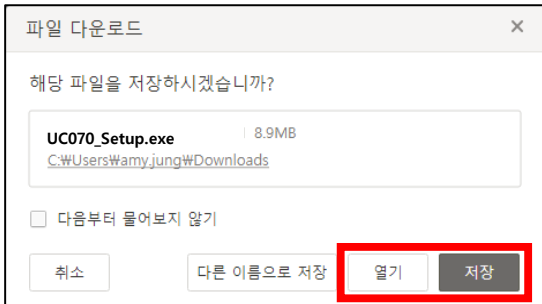 파일 다운로드 ×
해당 파일을 저장하시겠습니까?
UC070_Setup.exe 8.9MB
C:₩Users₩amy.jung₩Downloads
다음부터 물어보지 않기
취소 다른 이름으로 저장 열기 저장